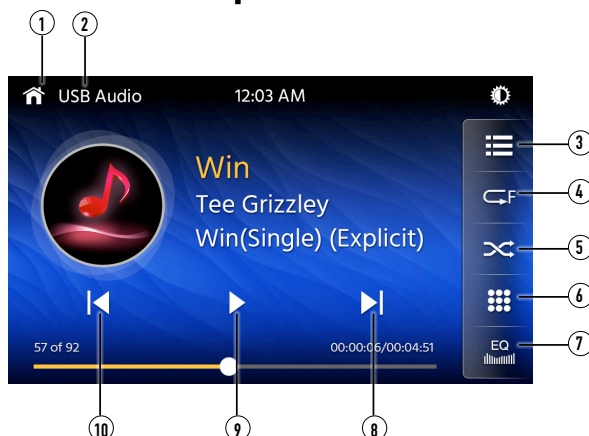 1 2
USB Audio 12:03 AM
3
Win
F 4
Tee Grizzley
Win(Single) (Explicit)
5
6
57 of 92 00:00:06/00:04:51
EQ 7
10 9 8